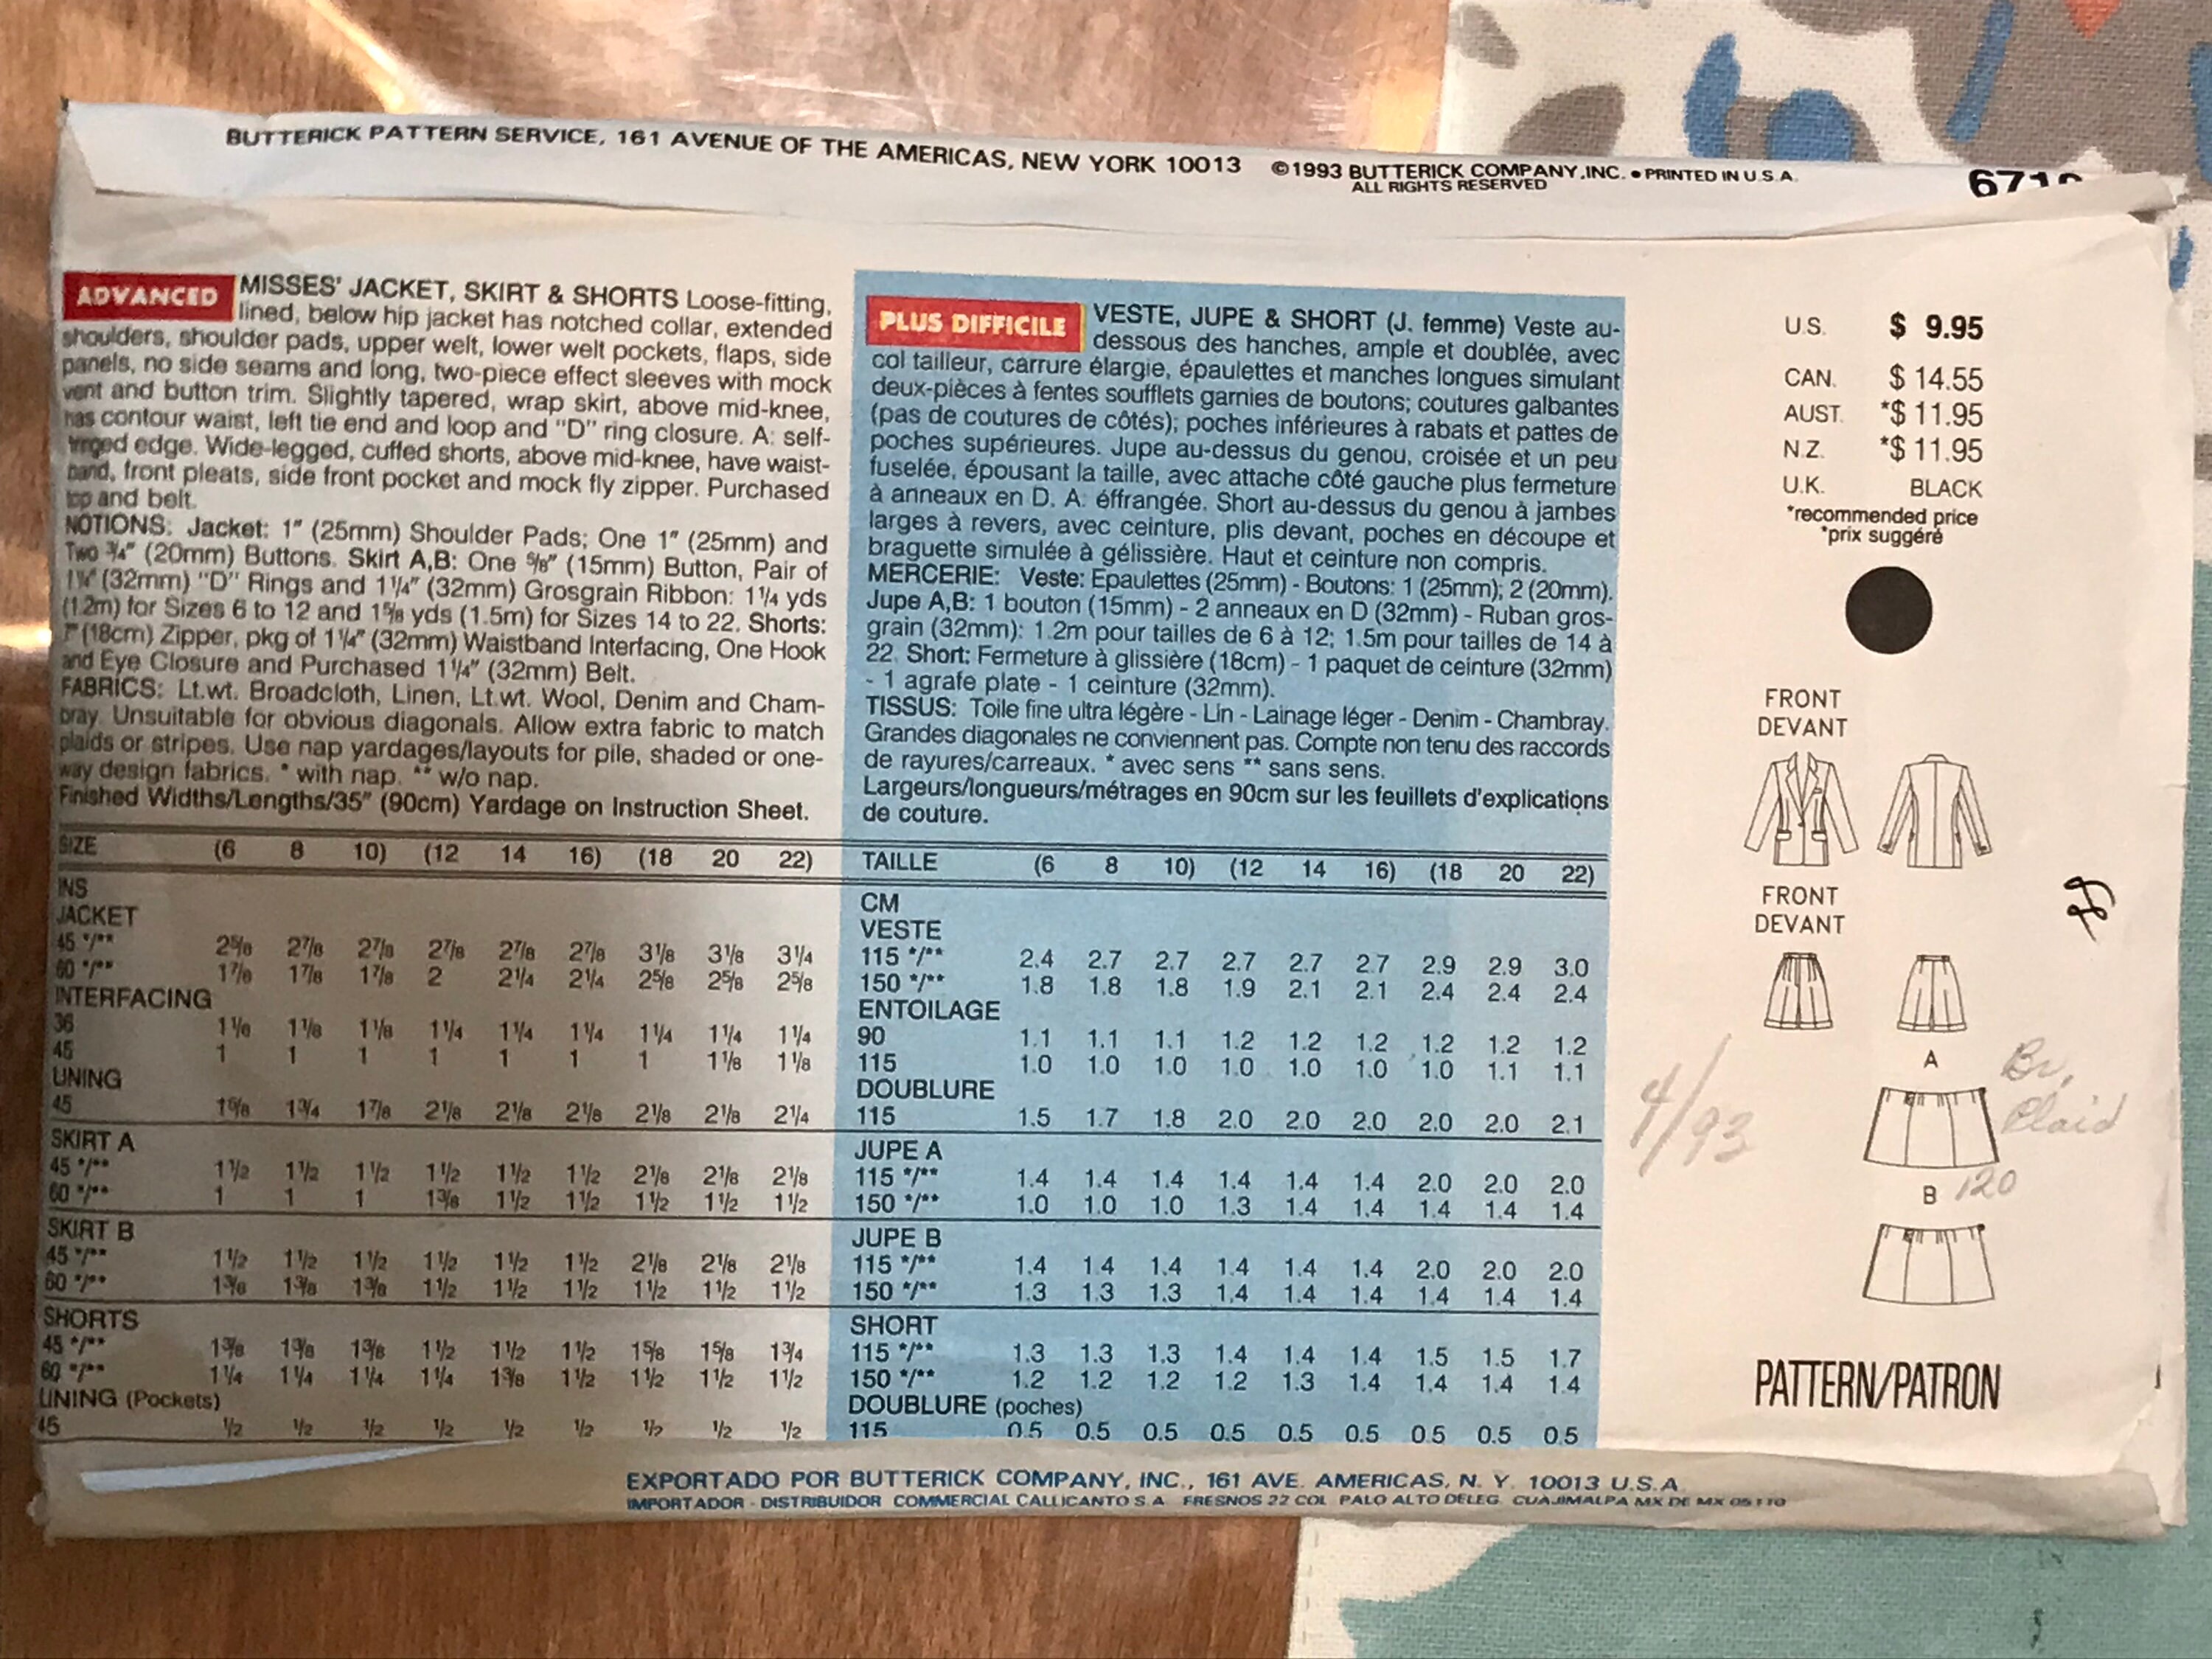 BUTTERICK PATTERN SERVICE, 161 AVENUE OF THE AMERICAS, NEW YORK 10013 ©1993 BUTTERICK COMPANY,INC. • PRINTED IN U.S.A.
ALL RIGHTS RESERVED
ADVANCED MISSES' JACKET, SKIRT & SHORTS Loose-fitting,
lined, below hip jacket has notched collar, extended
shoulders, shoulder pads, upper welt, lower welt pockets, flaps, side
panels, no side seams and long, two-piece effect sleeves with mock
vent and button trim. Slightly tapered, wrap skirt, above mid-knee,
has contour waist, left tie end and loop and "D" ring closure. A: self-
fringed edge. Wide-legged, cuffed shorts, above mid-knee, have waist-
band, front pleats, side front pocket and mock fly zipper. Purchased
top and belt.
NOTIONS: Jacket: 1" (25mm) Shoulder Pads; One 1" (25mm) and
Two ¾" (20mm) Buttons. Skirt A,B: One ⅝" (15mm) Button, Pair of
1¼" (32mm) "D" Rings and 1¼" (32mm) Grosgrain Ribbon: 1¼ yds
(1.2m) for Sizes 6 to 12 and 1⅝ yds (1.5m) for Sizes 14 to 22. Shorts:
7" (18cm) Zipper, pkg of 1¼" (32mm) Waistband Interfacing, One Hook
and Eye Closure and Purchased 1¼" (32mm) Belt.
FABRICS: Lt.wt. Broadcloth, Linen, Lt.wt. Wool, Denim and Cham-
bray. Unsuitable for obvious diagonals. Allow extra fabric to match
plaids or stripes. Use nap yardages/layouts for pile, shaded or one-
way design fabrics. * with nap. ** w/o nap.
Finished Widths/Lengths/35" (90cm) Yardage on Instruction Sheet.
SIZE (6 8 10) (12 14 16) (18 20 22)
INS
JACKET
45 */** 2⅝ 2⅞ 2⅞ 2⅞ 2⅞ 2⅞ 3⅛ 3⅛ 3¼
60 */** 1⅞ 1⅞ 1⅞ 2 2¼ 2¼ 2⅝ 2⅝ 2⅝
INTERFACING
36 1⅛ 1⅛ 1⅛ 1¼ 1¼ 1¼ 1¼ 1¼ 1¼
45 1 1 1 1 1 1 1 1⅛ 1⅛
LINING
45 1⅝ 1¾ 1⅞ 2⅛ 2⅛ 2⅛ 2⅛ 2⅛ 2¼
SKIRT A
45 */** 1½ 1½ 1½ 1½ 1½ 1½ 2⅛ 2⅛ 2⅛
60 */** 1 1 1 1⅜ 1½ 1½ 1½ 1½ 1½
SKIRT B
45 */** 1½ 1½ 1½ 1½ 1½ 1½ 2⅛ 2⅛ 2⅛
60 */** 1⅜ 1⅜ 1⅜ 1½ 1½ 1½ 1½ 1½ 1½
SHORTS
45 */** 1⅜ 1⅜ 1⅜ 1½ 1½ 1½ 1⅝ 1⅝ 1¾
60 */** 1¼ 1¼ 1¼ 1¼ 1⅜ 1½ 1½ 1½ 1½
LINING (Pockets)
45 ½ ½ ½ ½ ½ ½ ½ ½ ½
PLUS DIFFICILE VESTE, JUPE & SHORT (J. femme) Veste au-
dessous des hanches, ample et doublée, avec
col tailleur, carrure élargie, épaulettes et manches longues simulant
deux-pièces à fentes soufflets garnies de boutons; coutures galbantes
(pas de coutures de côtés); poches inférieures à rabats et pattes de
poches supérieures. Jupe au-dessus du genou, croisée et un peu
fuselée, épousant la taille, avec attache côté gauche plus fermeture
à anneaux en D. A. éffrangée. Short au-dessus du genou à jambes
larges à revers, avec ceinture, plis devant, poches en découpe et
braguette simulée à gélissière. Haut et ceinture non compris.
MERCERIE: Veste: Epaulettes (25mm) - Boutons: 1 (25mm); 2 (20mm).
Jupe A,B: 1 bouton (15mm) - 2 anneaux en D (32mm) - Ruban gros-
grain (32mm): 1.2m pour tailles de 6 à 12; 1.5m pour tailles de 14 à
22. Short: Fermeture à glissière (18cm) - 1 paquet de ceinture (32mm)
- 1 agrafe plate - 1 ceinture (32mm).
TISSUS: Toile fine ultra légère - Lin - Lainage léger - Denim - Chambray.
Grandes diagonales ne conviennent pas. Compte non tenu des raccords
de rayures/carreaux. * avec sens ** sans sens.
Largeurs/longueurs/métrages en 90cm sur les feuillets d'explications
de couture.
TAILLE (6 8 10) (12 14 16) (18 20 22)
CM
VESTE
115 */** 2.4 2.7 2.7 2.7 2.7 2.7 2.9 2.9 3.0
150 */** 1.8 1.8 1.8 1.9 2.1 2.1 2.4 2.4 2.4
ENTOILAGE
90 1.1 1.1 1.1 1.2 1.2 1.2 1.2 1.2 1.2
115 1.0 1.0 1.0 1.0 1.0 1.0 1.0 1.1 1.1
DOUBLURE
115 1.5 1.7 1.8 2.0 2.0 2.0 2.0 2.0 2.1
JUPE A
115 */** 1.4 1.4 1.4 1.4 1.4 1.4 2.0 2.0 2.0
150 */** 1.0 1.0 1.0 1.3 1.4 1.4 1.4 1.4 1.4
JUPE B
115 */** 1.4 1.4 1.4 1.4 1.4 1.4 2.0 2.0 2.0
150 */** 1.3 1.3 1.3 1.4 1.4 1.4 1.4 1.4 1.4
SHORT
115 */** 1.3 1.3 1.3 1.4 1.4 1.4 1.5 1.5 1.7
150 */** 1.2 1.2 1.2 1.2 1.3 1.4 1.4 1.4 1.4
DOUBLURE (poches)
115 0.5 0.5 0.5 0.5 0.5 0.5 0.5 0.5 0.5
U.S. $ 9.95
CAN. $ 14.55
AUST. *$ 11.95
N.Z. *$ 11.95
U.K. BLACK
*recommended price
*prix suggéré
FRONT
DEVANT
FRONT
DEVANT
A
Br,
Plaid
4/93
B 120
PATTERN/PATRON
EXPORTADO POR BUTTERICK COMPANY, INC., 161 AVE. AMERICAS, N. Y. 10013 U.S.A.
IMPORTADOR - DISTRIBUIDOR COMMERCIAL CALLICANTO S.A. FRESNOS 22 COL. PALO ALTO DELEG. CUAJIMALPA MX DE MX 05110